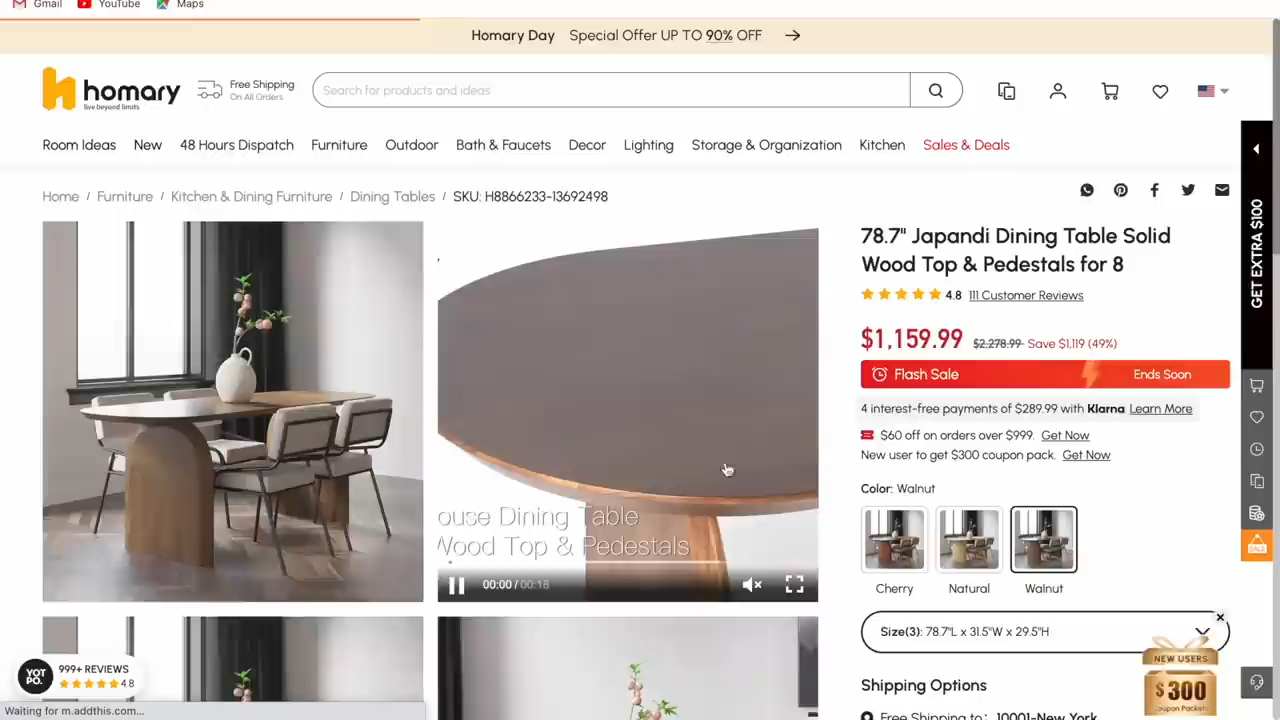 Gmail
YouTube
Maps
Homary Day Special Offer UP TO 90% OFF
homary
live beyond limits
Free Shipping
On All Orders
Search for products and ideas
Room Ideas
New
48 Hours Dispatch
Furniture
Outdoor
Bath & Faucets
Decor
Lighting
Storage & Organization
Kitchen
Sales & Deals
Home / Furniture / Kitchen & Dining Furniture / Dining Tables / SKU: H8866233-13692498
78.7" Japandi Dining Table Solid
Wood Top & Pedestals for 8
4.8 111 Customer Reviews
$1,159.99 $2,278.99 Save $1,119 (49%)
Flash Sale
Ends Soon
4 interest-free payments of $289.99 with Klarna Learn More
$60 off on orders over $999. Get Now
New user to get $300 coupon pack. Get Now
Color: Walnut
Cherry
Natural
Walnut
Size(3): 78.7"L x 31.5"W x 29.5"H
Shipping Options
Free Shipping to: 10001-New York
ouse Dining Table
Wood Top & Pedestals
00:00 / 00:18
GET EXTRA $100
SALE
NEW USERS
$300
Coupon Packets
YOT
PO.
999+ REVIEWS
4.8
Waiting for m.addthis.com...